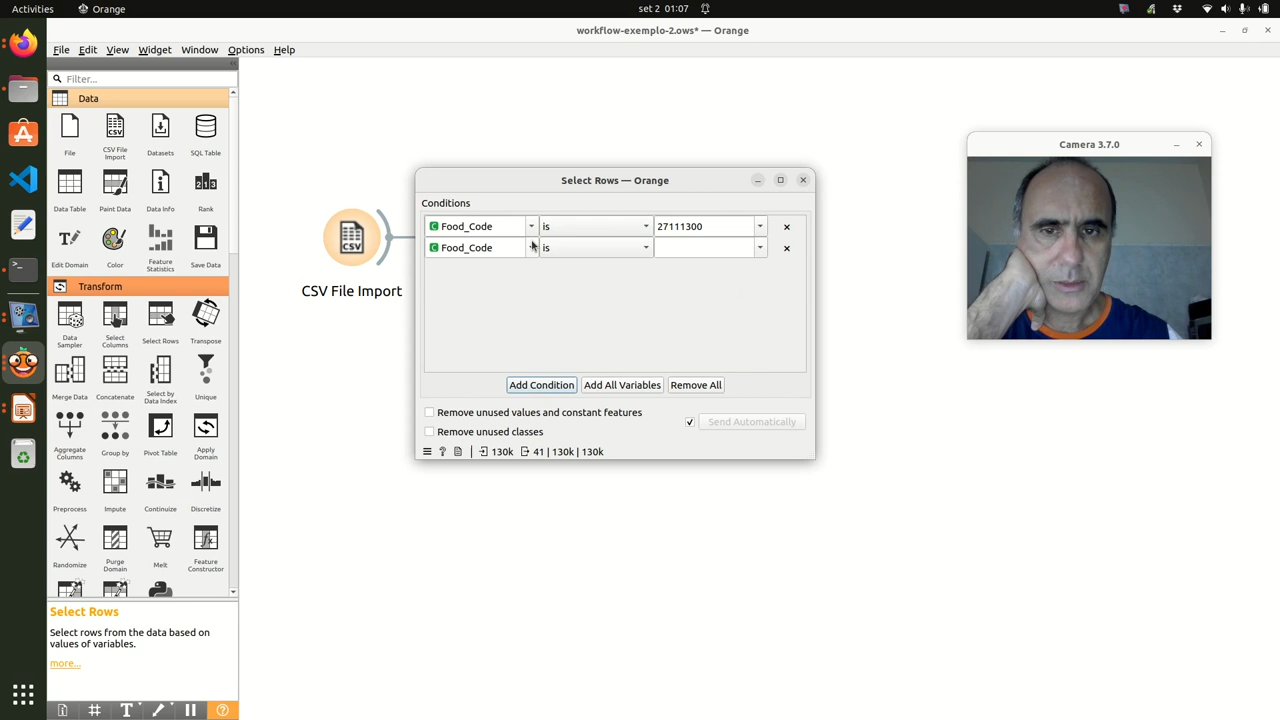 Activities
Orange
set 2 01:07
workflow-exemplo-2.ows* — Orange
File Edit View Widget Window Options Help
Filter...
Data
File
CSV File Import
Datasets
SQL Table
Data Table
Paint Data
Data Info
Rank
Edit Domain
Color
Feature Statistics
Save Data
Transform
Data Sampler
Select Columns
Select Rows
Transpose
Merge Data
Concatenate
Select by Data Index
Unique
Aggregate Columns
Group by
Pivot Table
Apply Domain
Preprocess
Impute
Continuize
Discretize
Randomize
Purge Domain
Melt
Feature Constructor
Select Rows
Select rows from the data based on
values of variables.
more...
CSV File Import
Select Rows — Orange
Conditions
Food_Code is 27111300
Food_Code is
Add Condition Add All Variables Remove All
Remove unused values and constant features
Remove unused classes
Send Automatically
130k 41 | 130k | 130k
Camera 3.7.0